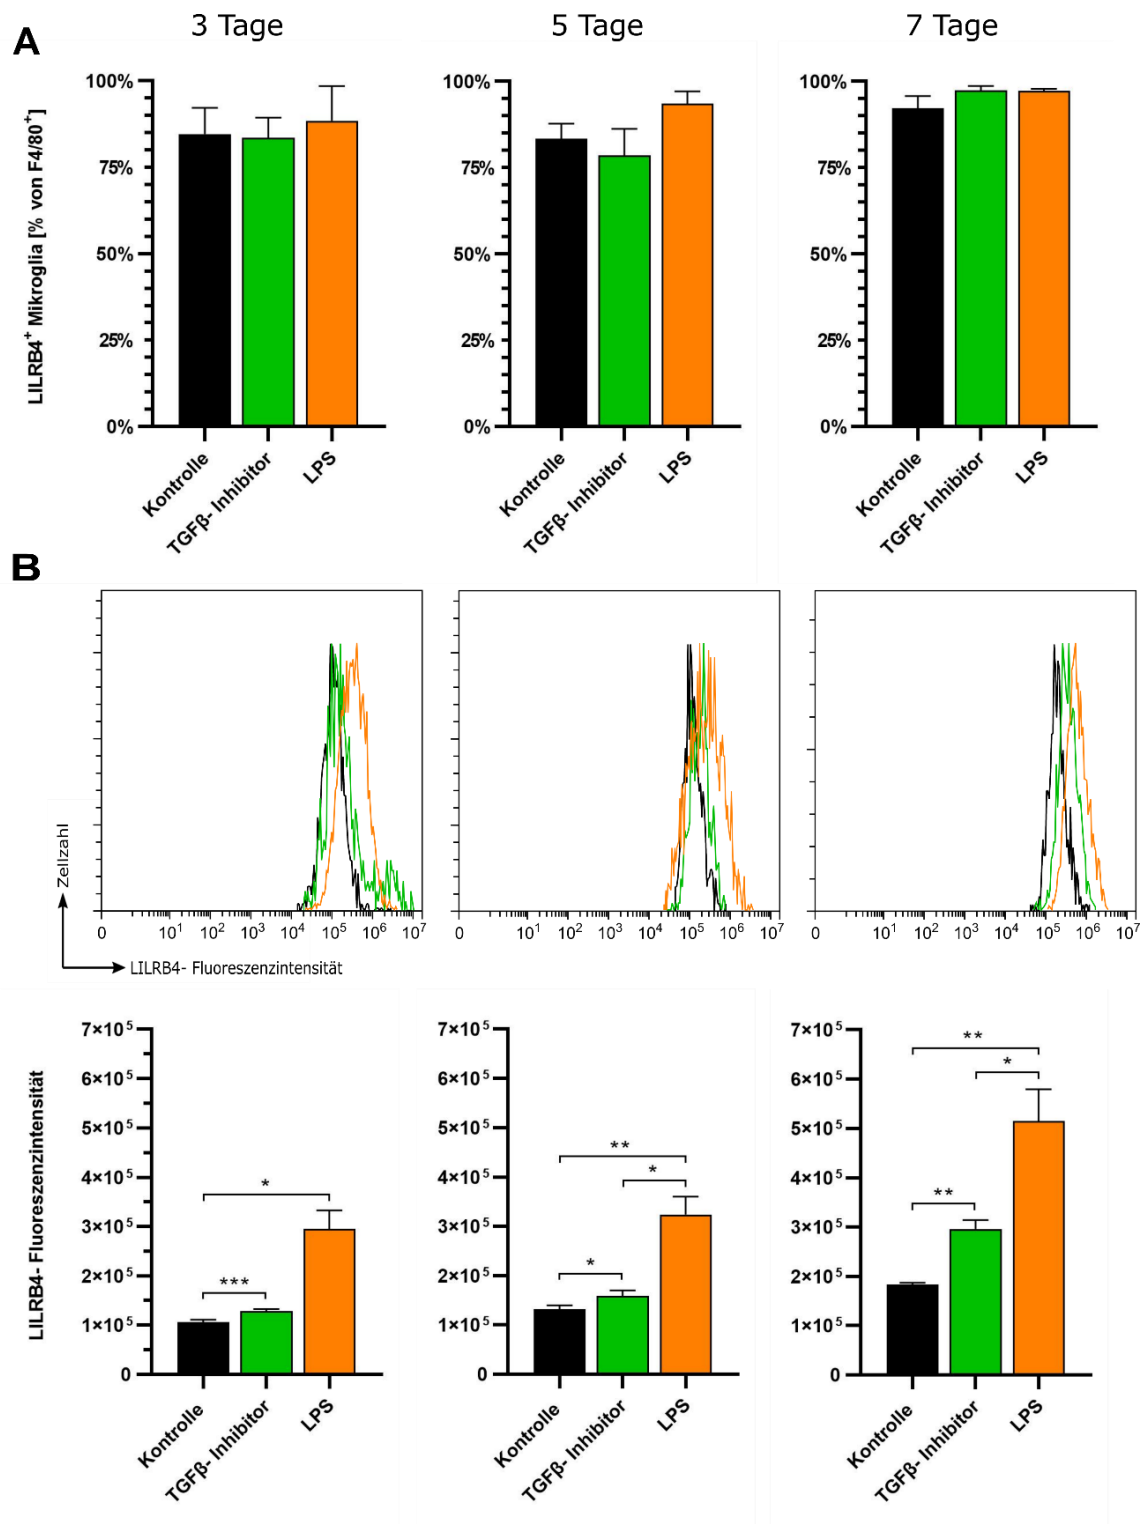 3 Tage 5 Tage 7 Tage
A
LILRB4⁺ Mikroglia [% von F4/80⁺]
100%
75%
50%
25%
0%
Kontrolle
TGFβ- Inhibitor
LPS
100%
75%
50%
25%
0%
Kontrolle
TGFβ- Inhibitor
LPS
100%
75%
50%
25%
0%
Kontrolle
TGFβ- Inhibitor
LPS
B
Zellzahl
0 10¹ 10² 10³ 10⁴ 10⁵ 10⁶ 10⁷
0 10¹ 10² 10³ 10⁴ 10⁵ 10⁶ 10⁷
0 10¹ 10² 10³ 10⁴ 10⁵ 10⁶ 10⁷
LILRB4- Fluoreszenzintensität
LILRB4- Fluoreszenzintensität
7×10⁵
6×10⁵
5×10⁵
4×10⁵
3×10⁵
2×10⁵
1×10⁵
0
*
***
Kontrolle
TGFβ- Inhibitor
LPS
7×10⁵
6×10⁵
5×10⁵
4×10⁵
3×10⁵
2×10⁵
1×10⁵
0
**
*
*
Kontrolle
TGFβ- Inhibitor
LPS
7×10⁵
6×10⁵
5×10⁵
4×10⁵
3×10⁵
2×10⁵
1×10⁵
0
**
*
**
Kontrolle
TGFβ- Inhibitor
LPS